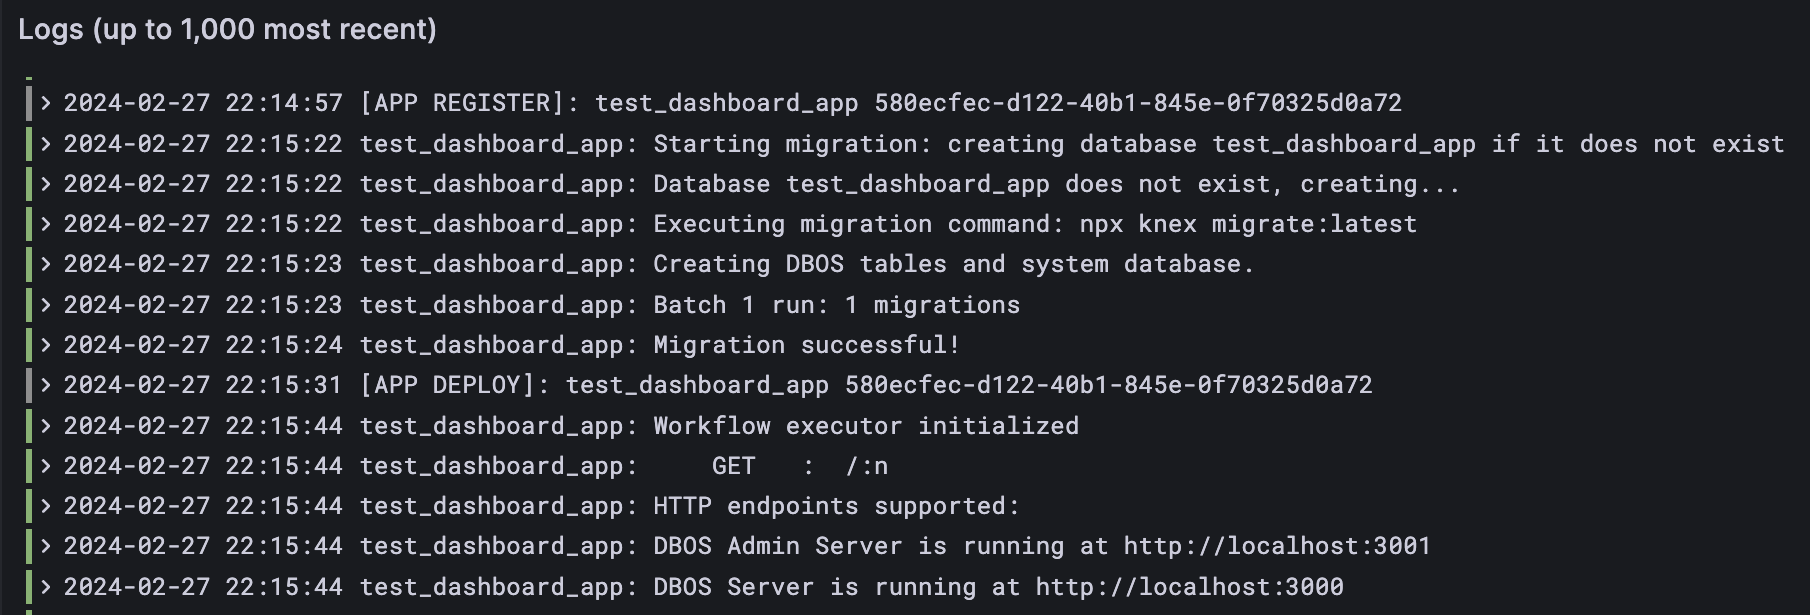 Logs (up to 1,000 most recent)
> 2024-02-27 22:14:57 [APP REGISTER]: test_dashboard_app 580ecfec-d122-40b1-845e-0f70325d0a72
> 2024-02-27 22:15:22 test_dashboard_app: Starting migration: creating database test_dashboard_app if it does not exist
> 2024-02-27 22:15:22 test_dashboard_app: Database test_dashboard_app does not exist, creating...
> 2024-02-27 22:15:22 test_dashboard_app: Executing migration command: npx knex migrate:latest
> 2024-02-27 22:15:23 test_dashboard_app: Creating DBOS tables and system database.
> 2024-02-27 22:15:23 test_dashboard_app: Batch 1 run: 1 migrations
> 2024-02-27 22:15:24 test_dashboard_app: Migration successful!
> 2024-02-27 22:15:31 [APP DEPLOY]: test_dashboard_app 580ecfec-d122-40b1-845e-0f70325d0a72
> 2024-02-27 22:15:44 test_dashboard_app: Workflow executor initialized
> 2024-02-27 22:15:44 test_dashboard_app:     GET   :  /:n
> 2024-02-27 22:15:44 test_dashboard_app: HTTP endpoints supported:
> 2024-02-27 22:15:44 test_dashboard_app: DBOS Admin Server is running at http://localhost:3001
> 2024-02-27 22:15:44 test_dashboard_app: DBOS Server is running at http://localhost:3000